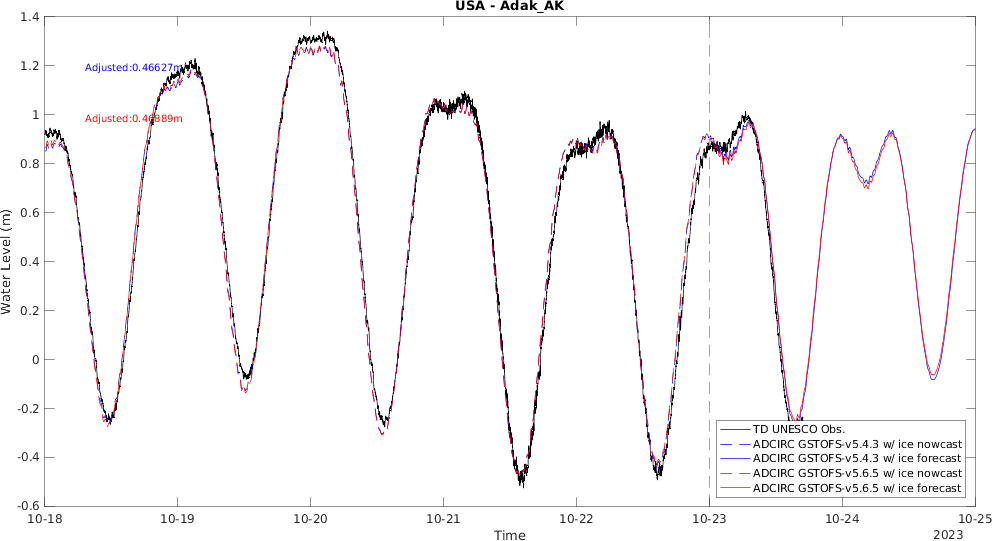 USA - Adak_AK
1.4
1.2
1
0.8
0.6
0.4
0.2
0
-0.2
-0.4
-0.6
Water Level (m)
Adjusted:0.46627m
Adjusted:0.46889m
TD UNESCO Obs.
ADCIRC GSTOFS-v5.4.3 w/ ice nowcast
ADCIRC GSTOFS-v5.4.3 w/ ice forecast
ADCIRC GSTOFS-v5.6.5 w/ ice nowcast
ADCIRC GSTOFS-v5.6.5 w/ ice forecast
10-18 10-19 10-20 10-21 10-22 10-23 10-24 10-25
Time
2023